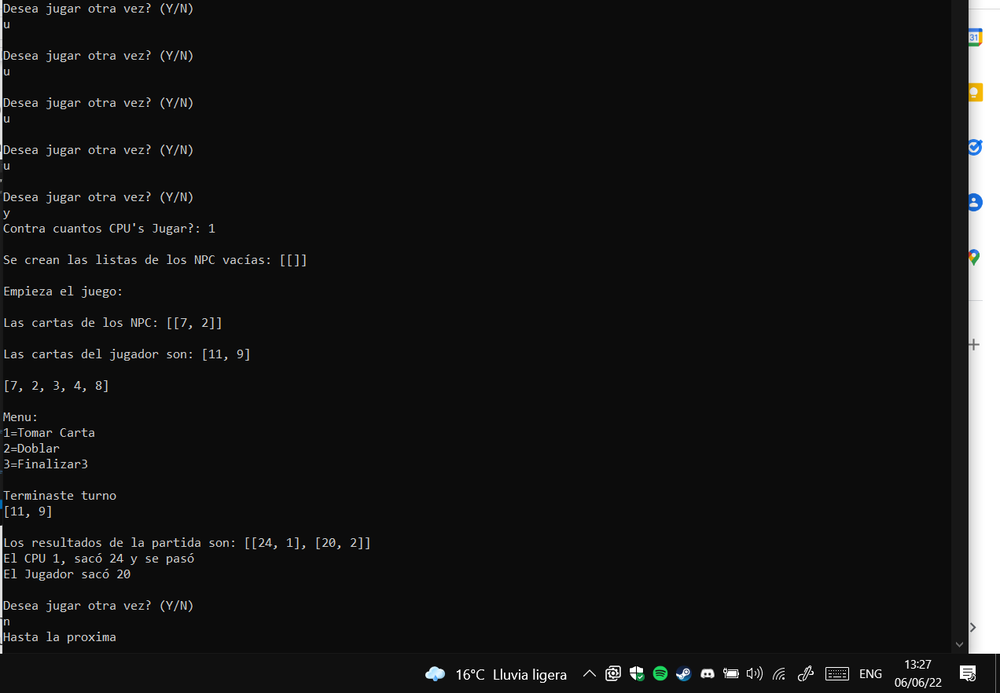 Desea jugar otra vez? (Y/N)
u
Desea jugar otra vez? (Y/N)
u
Desea jugar otra vez? (Y/N)
u
Desea jugar otra vez? (Y/N)
u
Desea jugar otra vez? (Y/N)
y
Contra cuantos CPU's Jugar?: 1
Se crean las listas de los NPC vacías: [[]]
Empieza el juego:
Las cartas de los NPC: [[7, 2]]
Las cartas del jugador son: [11, 9]
[7, 2, 3, 4, 8]
Menu:
1=Tomar Carta
2=Doblar
3=Finalizar3
Terminaste turno
[11, 9]
Los resultados de la partida son: [[24, 1], [20, 2]]
El CPU 1, sacó 24 y se pasó
El Jugador sacó 20
Desea jugar otra vez? (Y/N)
n
Hasta la proxima
31
16°C Lluvia ligera
ENG
13:27
06/06/22